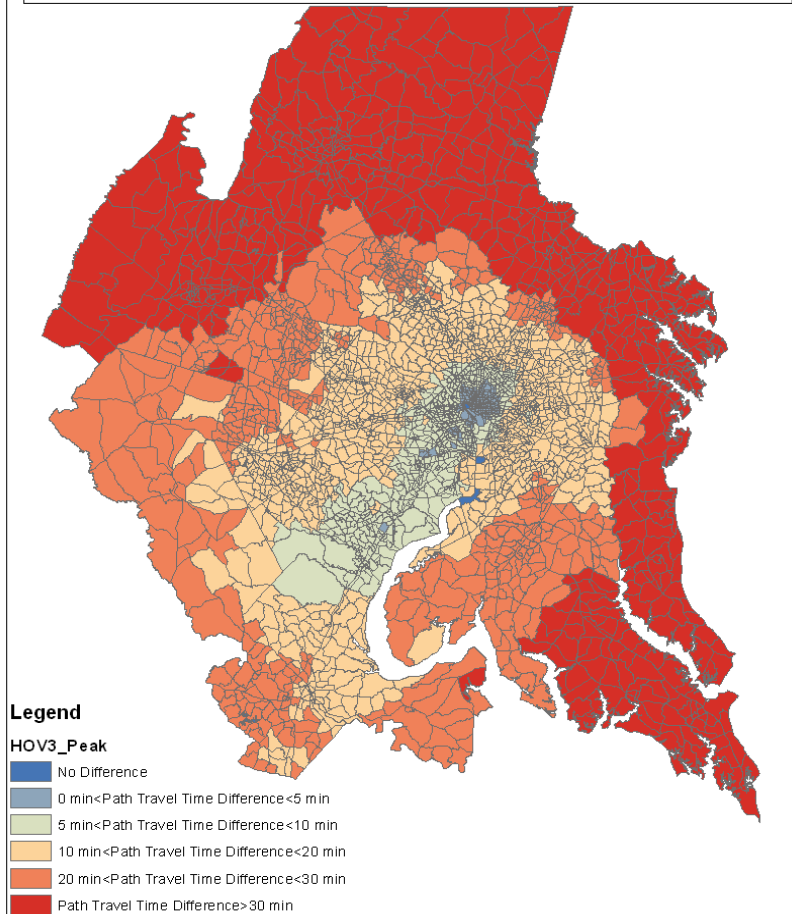 Legend
HOV3_Peak
No Difference
0 min<Path Travel Time Difference<5 min
5 min<Path Travel Time Difference<10 min
10 min<Path Travel Time Difference<20 min
20 min<Path Travel Time Difference<30 min
Path Travel Time Difference>30 min